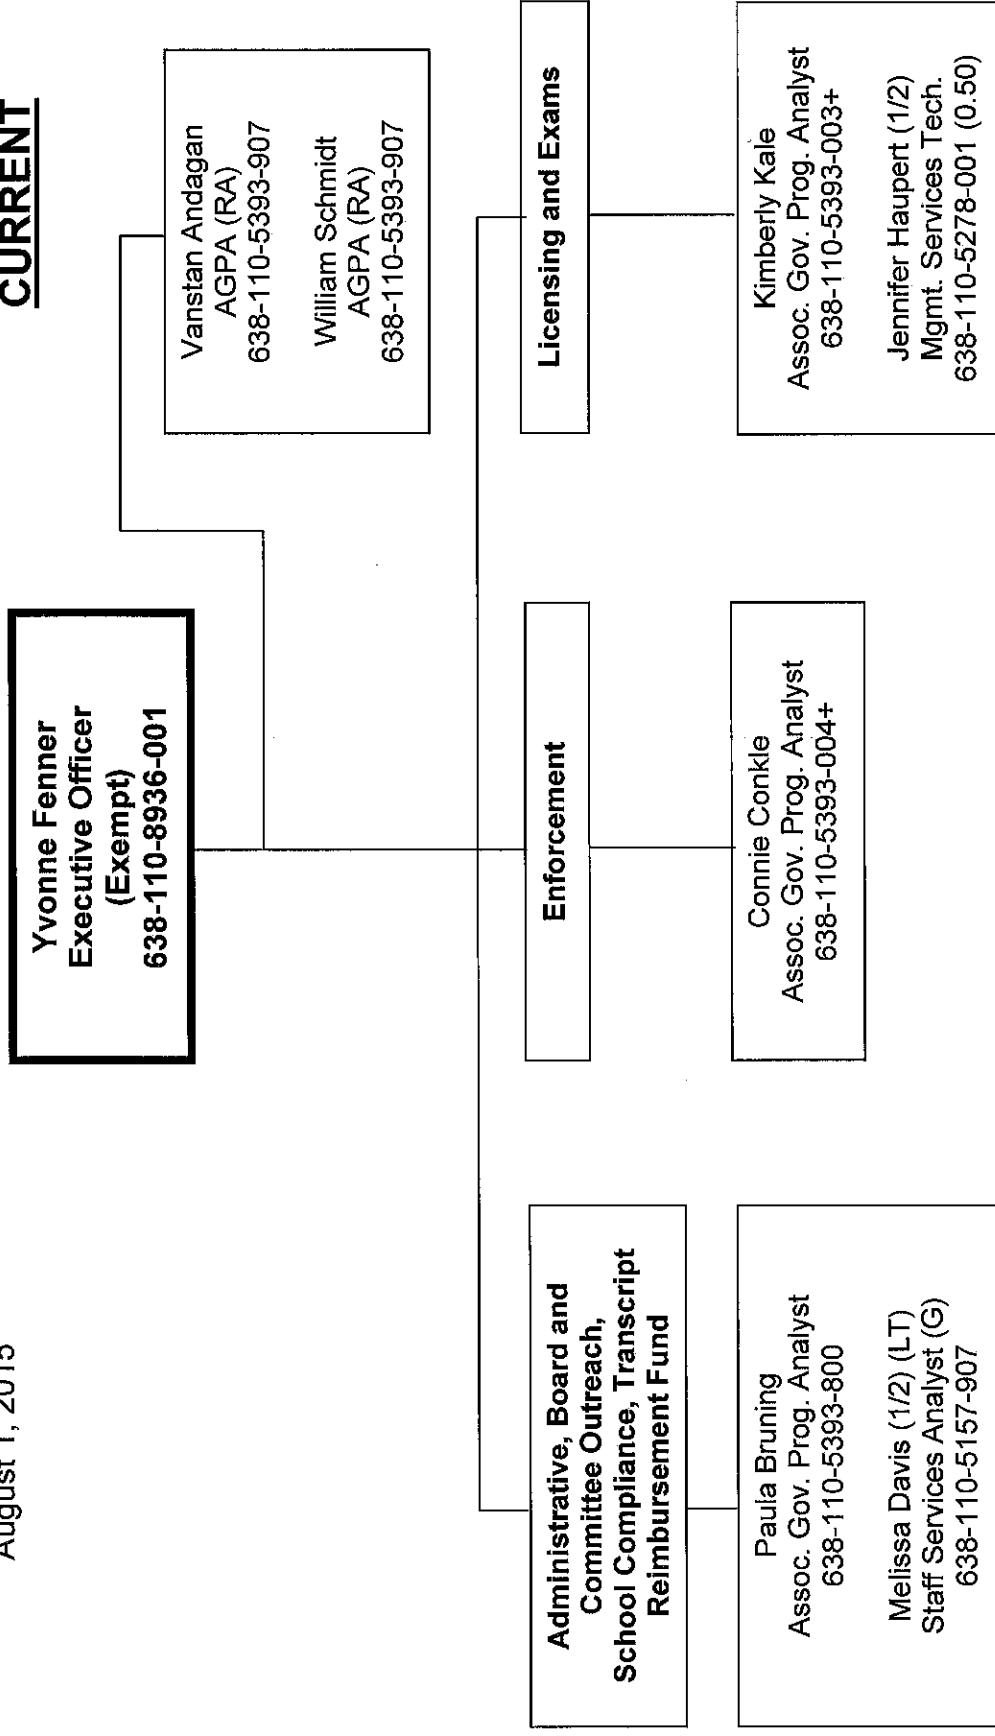 August 1, 2015
CURRENT
Yvonne Fenner
Executive Officer
(Exempt)
638-110-8936-001
Vanstan Andagan
AGPA (RA)
638-110-5393-907
William Schmidt
AGPA (RA)
638-110-5393-907
Administrative, Board and
Committee Outreach,
School Compliance, Transcript
Reimbursement Fund
Enforcement
Licensing and Exams
Paula Bruning
Assoc. Gov. Prog. Analyst
638-110-5393-800
Melissa Davis (1/2) (LT)
Staff Services Analyst (G)
638-110-5157-907
Connie Conkle
Assoc. Gov. Prog. Analyst
638-110-5393-004+
Kimberly Kale
Assoc. Gov. Prog. Analyst
638-110-5393-003+
Jennifer Haupert (1/2)
Mgmt. Services Tech.
638-110-5278-001 (0.50)